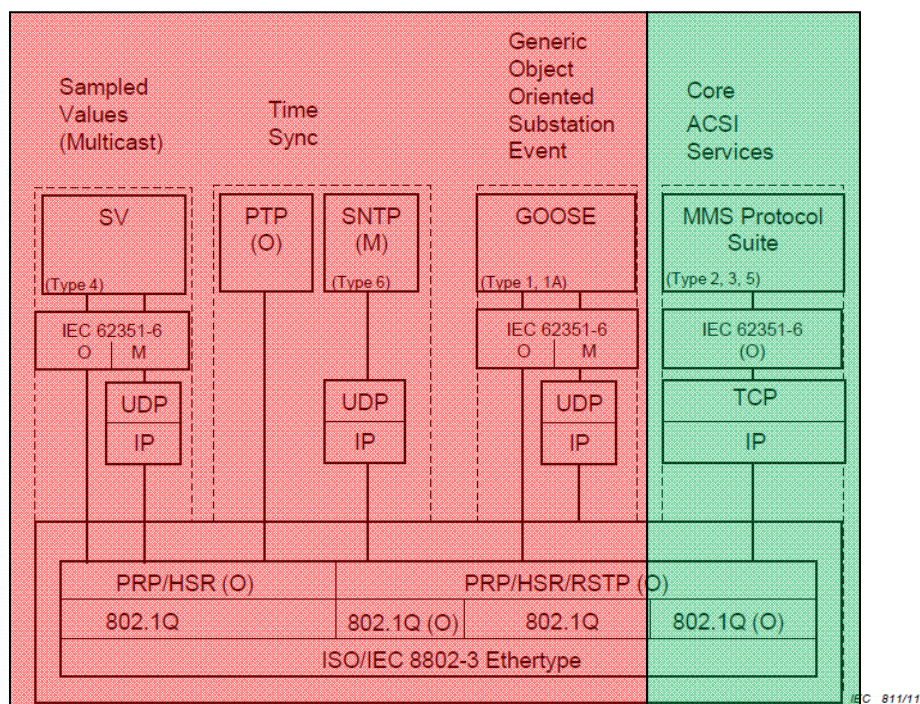 Sampled
Values
(Multicast)
Time
Sync
Generic
Object
Oriented
Substation
Event
Core
ACSI
Services
SV
(Type 4)
PTP
(O)
SNTP
(M)
(Type 6)
GOOSE
(Type 1, 1A)
MMS Protocol
Suite
(Type 2, 3, 5)
IEC 62351-6
O M
IEC 62351-6
O M
IEC 62351-6
(O)
UDP
IP
UDP
IP
UDP
IP
TCP
IP
PRP/HSR (O) PRP/HSR/RSTP (O)
802.1Q 802.1Q (O) 802.1Q 802.1Q (O)
ISO/IEC 8802-3 Ethertype
IEC 811/11